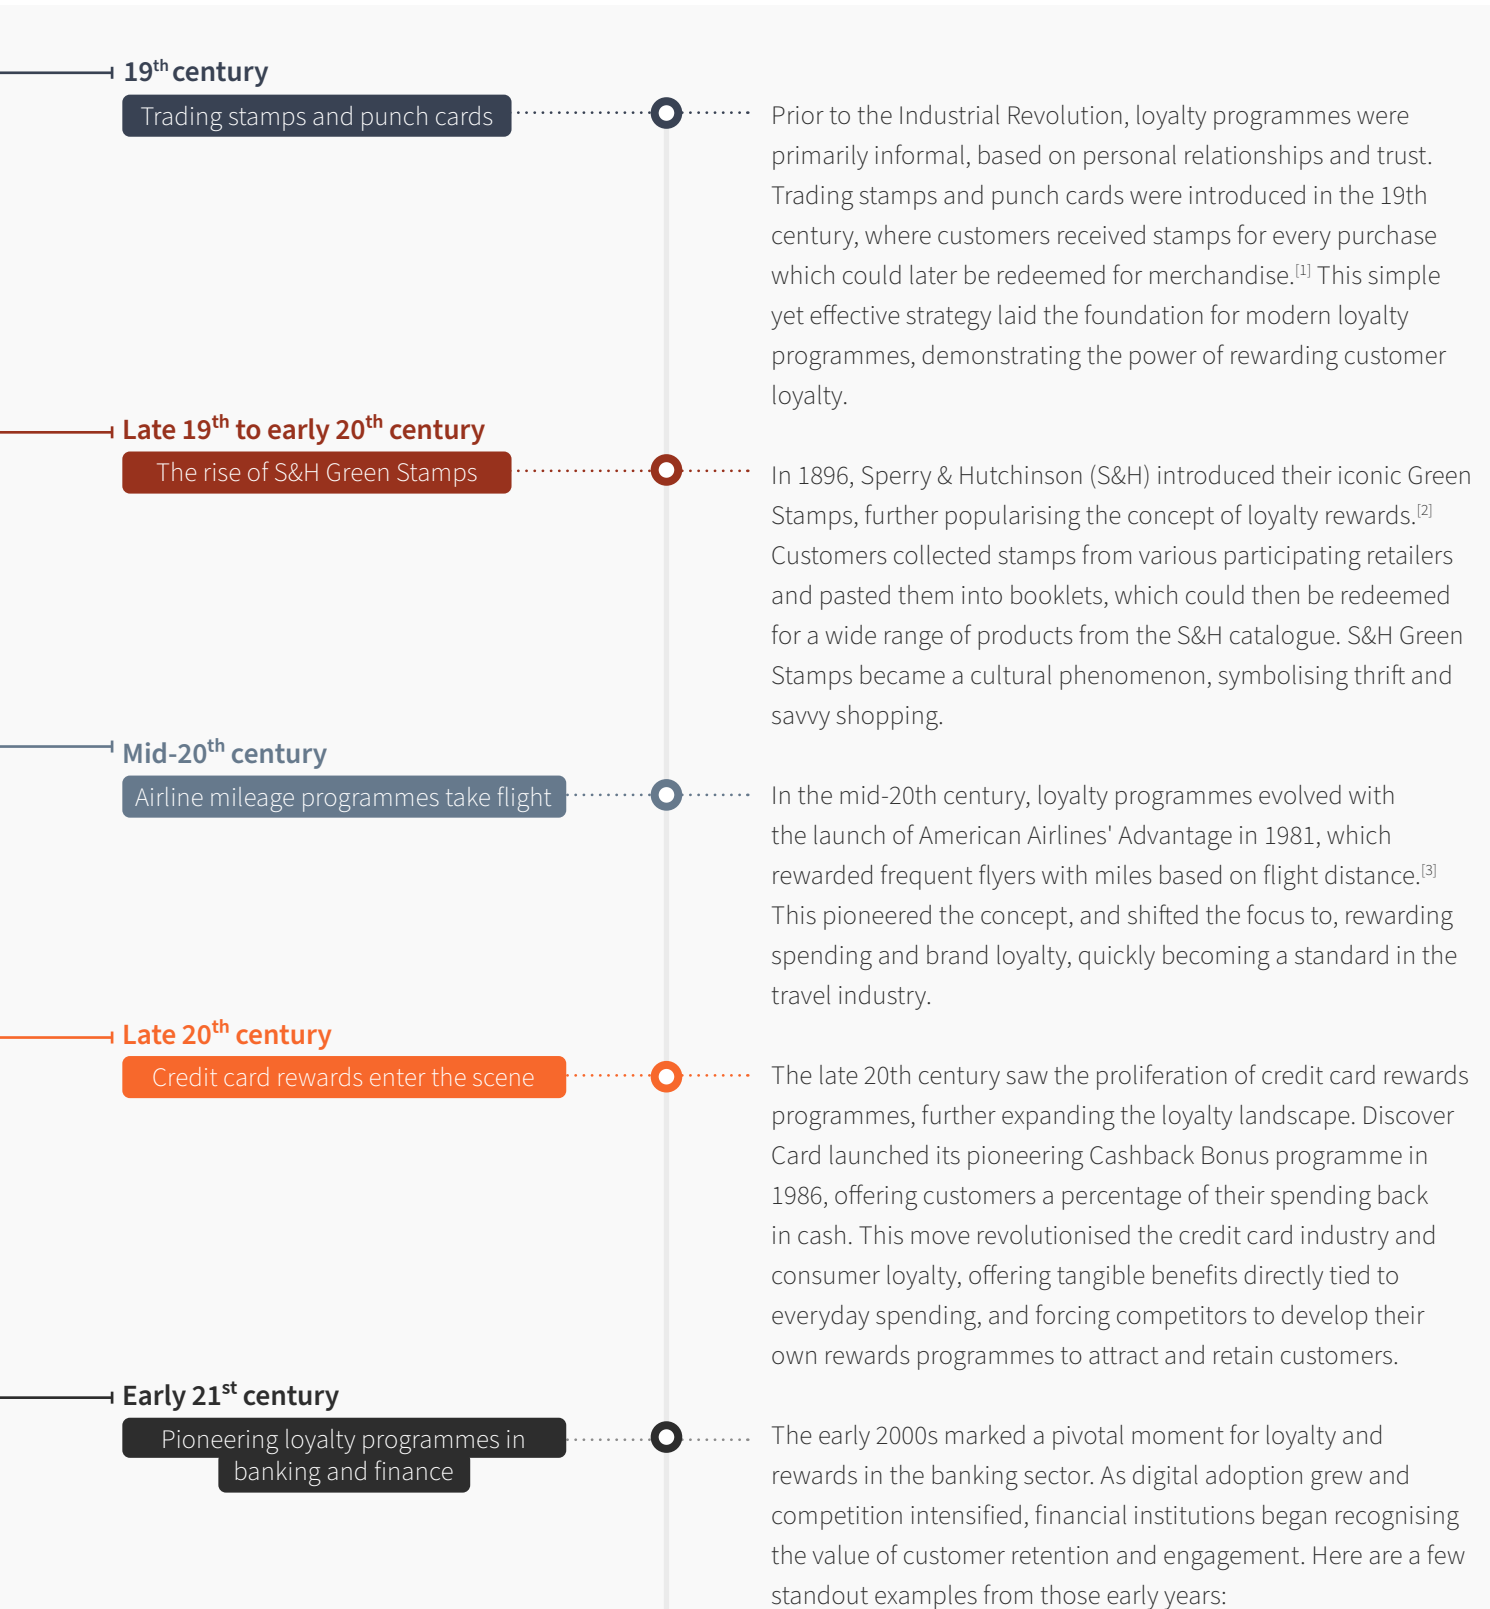 19th century
Trading stamps and punch cards
Prior to the Industrial Revolution, loyalty programmes were
primarily informal, based on personal relationships and trust.
Trading stamps and punch cards were introduced in the 19th
century, where customers received stamps for every purchase
which could later be redeemed for merchandise.[1] This simple
yet effective strategy laid the foundation for modern loyalty
programmes, demonstrating the power of rewarding customer
loyalty.
Late 19th to early 20th century
The rise of S&H Green Stamps
In 1896, Sperry & Hutchinson (S&H) introduced their iconic Green
Stamps, further popularising the concept of loyalty rewards.[2]
Customers collected stamps from various participating retailers
and pasted them into booklets, which could then be redeemed
for a wide range of products from the S&H catalogue. S&H Green
Stamps became a cultural phenomenon, symbolising thrift and
savvy shopping.
Mid-20th century
Airline mileage programmes take flight
In the mid-20th century, loyalty programmes evolved with
the launch of American Airlines' Advantage in 1981, which
rewarded frequent flyers with miles based on flight distance.[3]
This pioneered the concept, and shifted the focus to, rewarding
spending and brand loyalty, quickly becoming a standard in the
travel industry.
Late 20th century
Credit card rewards enter the scene
The late 20th century saw the proliferation of credit card rewards
programmes, further expanding the loyalty landscape. Discover
Card launched its pioneering Cashback Bonus programme in
1986, offering customers a percentage of their spending back
in cash. This move revolutionised the credit card industry and
consumer loyalty, offering tangible benefits directly tied to
everyday spending, and forcing competitors to develop their
own rewards programmes to attract and retain customers.
Early 21st century
Pioneering loyalty programmes in
banking and finance
The early 2000s marked a pivotal moment for loyalty and
rewards in the banking sector. As digital adoption grew and
competition intensified, financial institutions began recognising
the value of customer retention and engagement. Here are a few
standout examples from those early years: